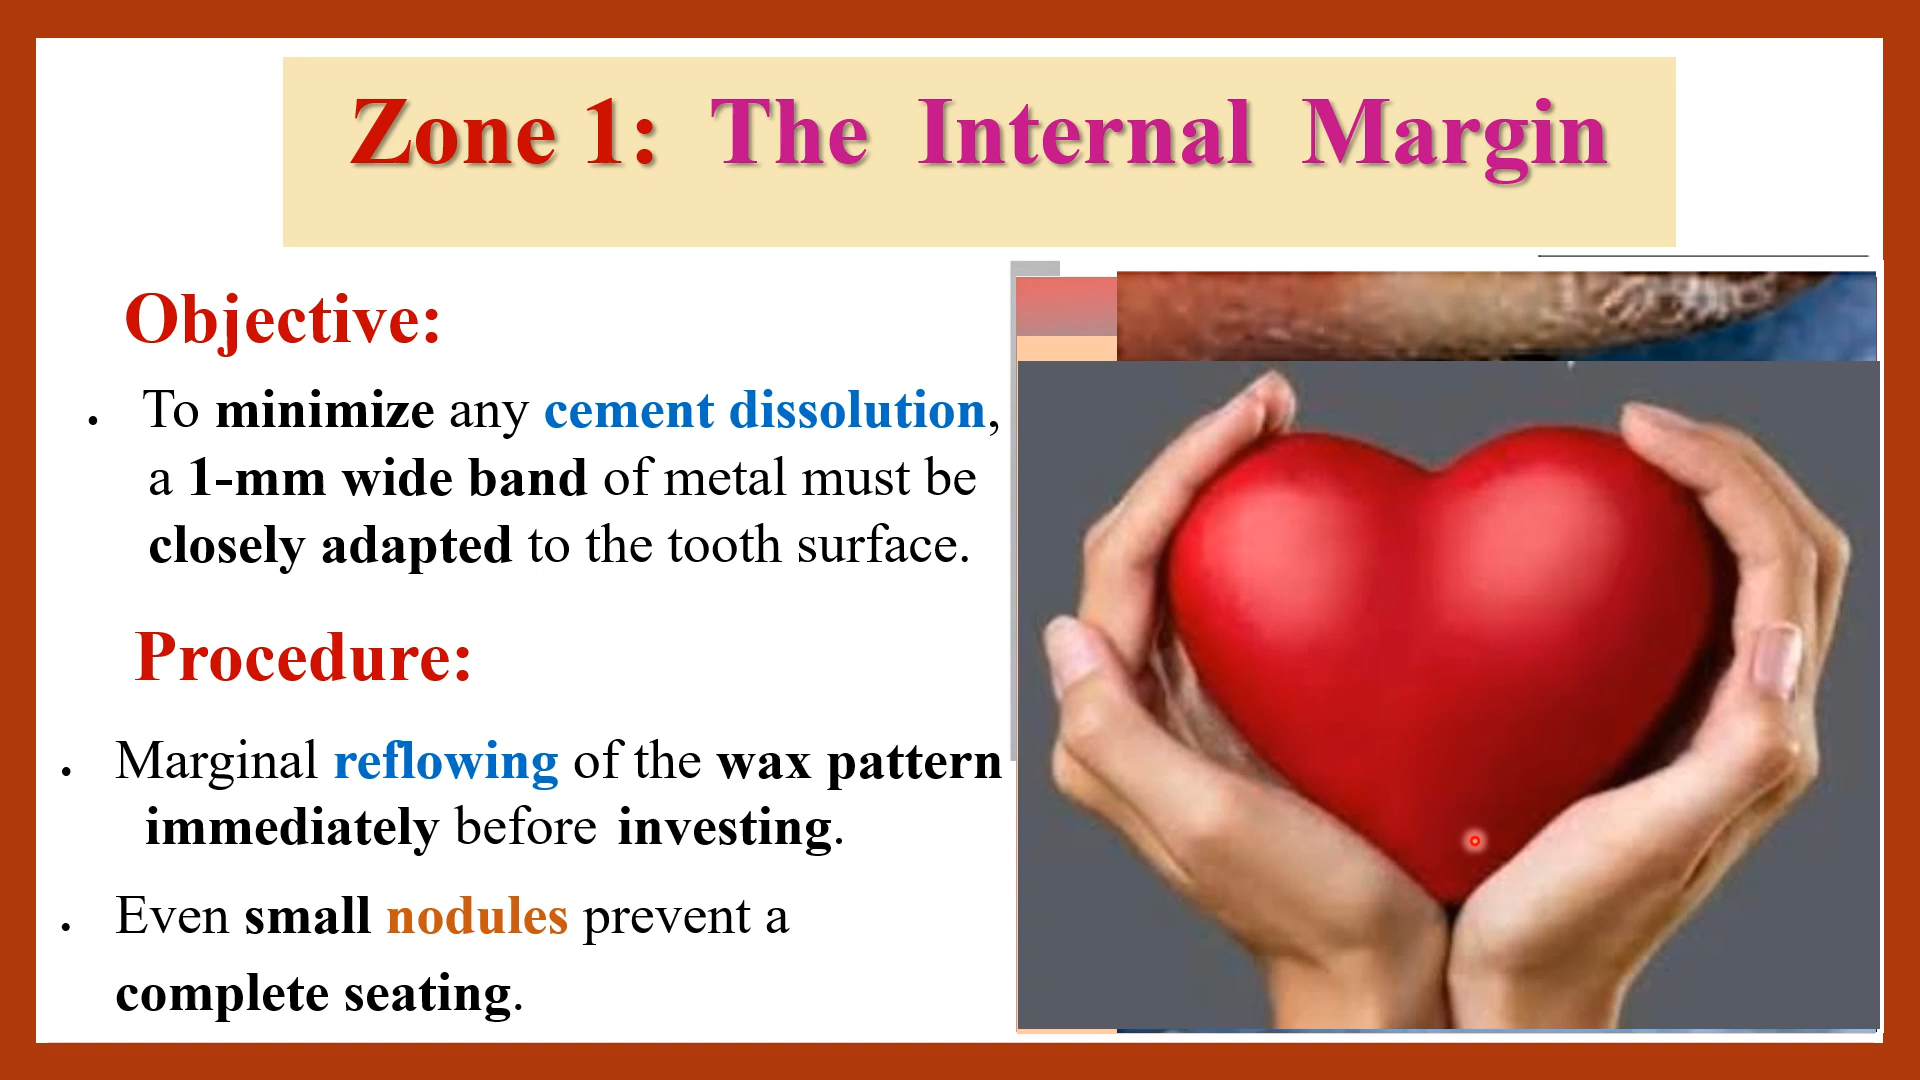 Zone 1: The Internal Margin
Objective:
• To minimize any cement dissolution,
a 1-mm wide band of metal must be
closely adapted to the tooth surface.
Procedure:
• Marginal reflowing of the wax pattern
immediately before investing.
• Even small nodules prevent a
complete seating.